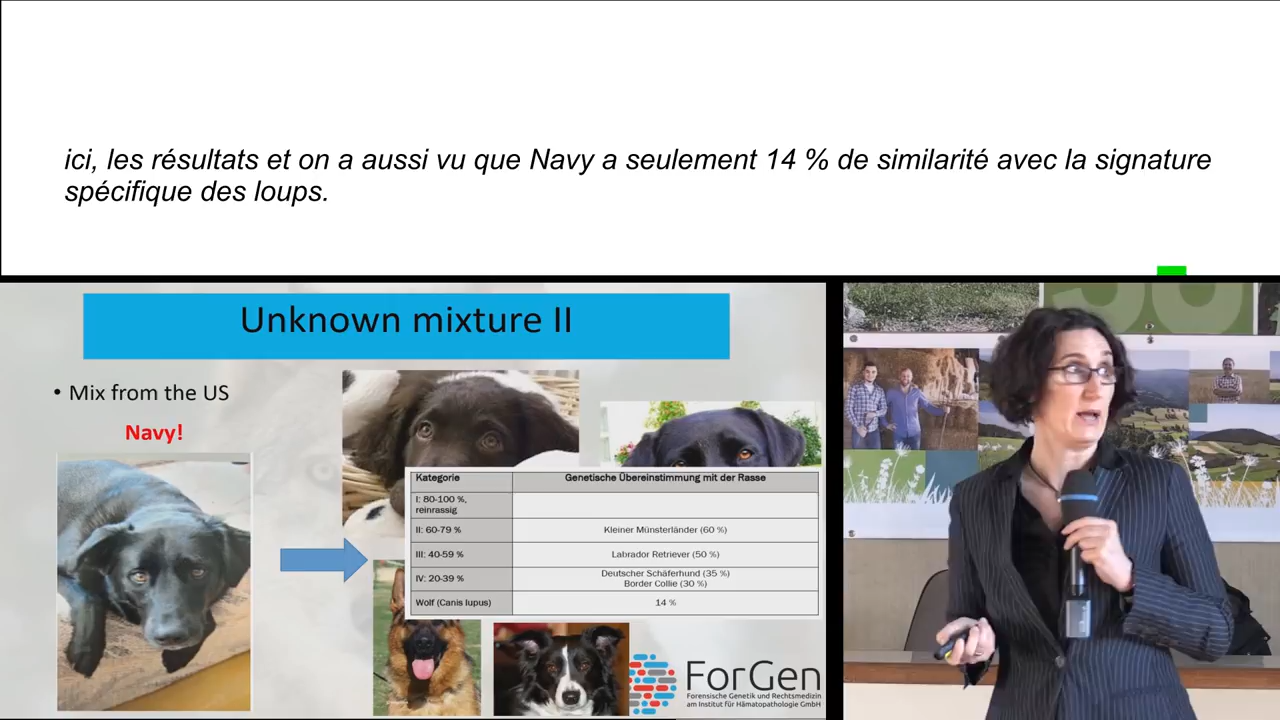 ici, les résultats et on a aussi vu que Navy a seulement 14 % de similarité avec la signature
spécifique des loups.
Unknown mixture II
• Mix from the US
Navy!
Kategorie Genetische Übereinstimmung mit der Rasse
I: 80-100 %,
reinrassig
II: 60-79 % Kleiner Münsterländer (60 %)
III: 40-59 % Labrador Retriever (50 %)
IV: 20-39 % Deutscher Schäferhund (35 %)
Border Collie (30 %)
Wolf (Canis lupus) 14 %
ForGen
Forensische Genetik und Rechtsmedizin
am Institut für Hämatopathologie GmbH